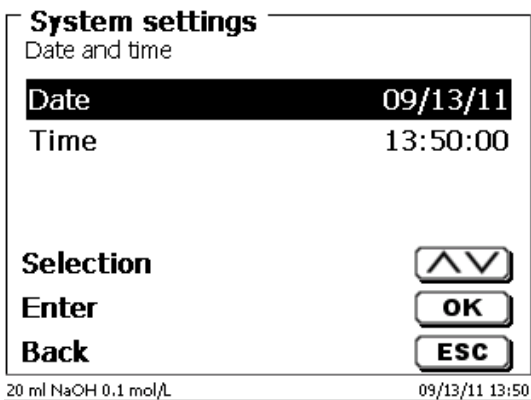 System settings
Date and time
Date 09/13/11
Time 13:50:00
Selection
Enter OK
Back ESC
20 ml NaOH 0.1 mol/L 09/13/11 13:50